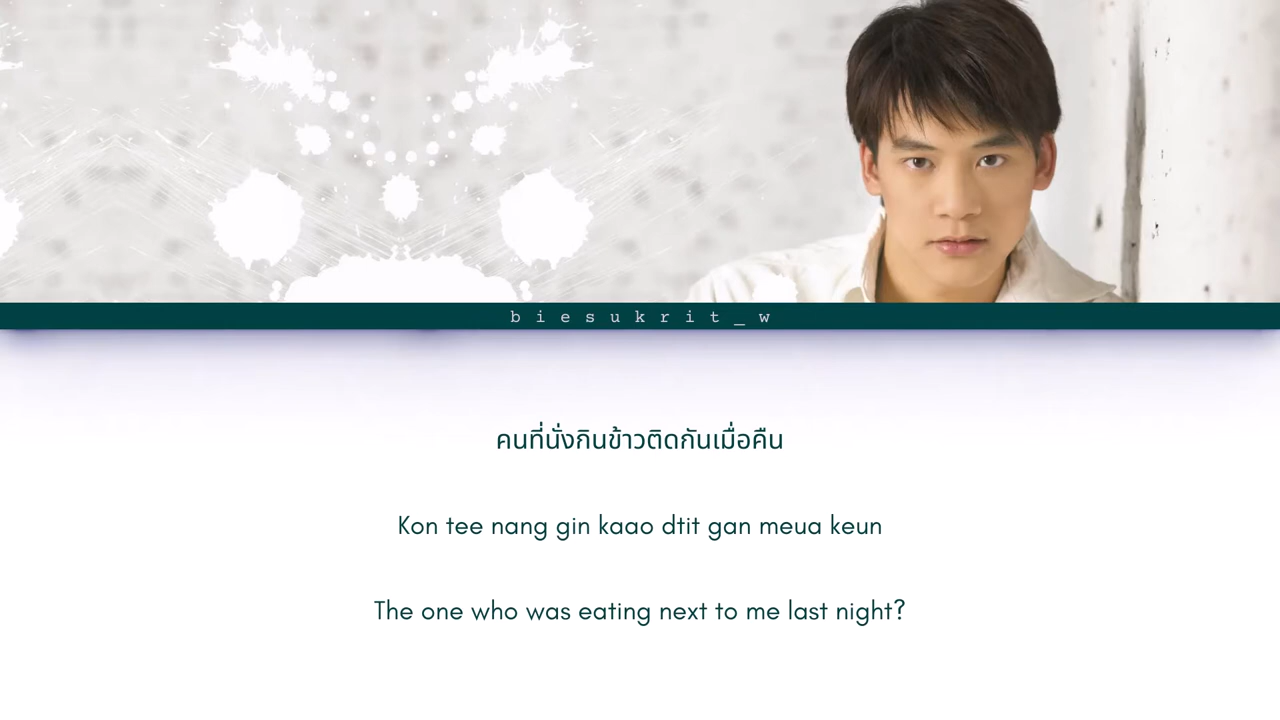 biesukrit_w
คนที่นั่งกินข้าวติดกันเมื่อคืน
Kon tee nang gin kaao dtit gan meua keun
The one who was eating next to me last night?